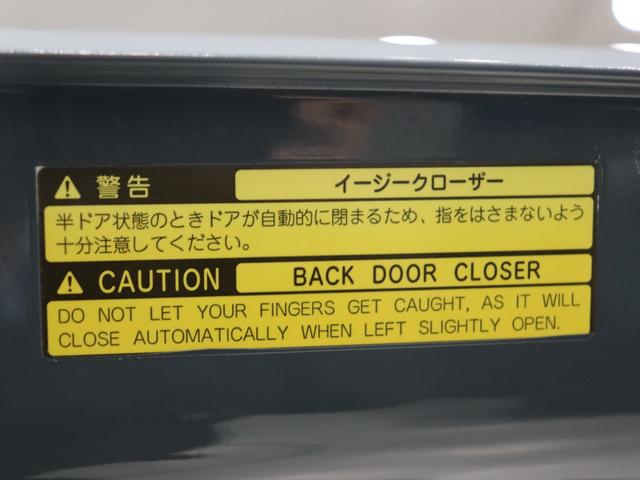 ⚠ 警告 イージークローザー
半ドア状態のときドアが自動的に閉まるため、指をはさまないよう
十分注意してください。
⚠ CAUTION BACK DOOR CLOSER
DO NOT LET YOUR FINGERS GET CAUGHT, AS IT WILL
CLOSE AUTOMATICALLY WHEN LEFT SLIGHTLY OPEN.